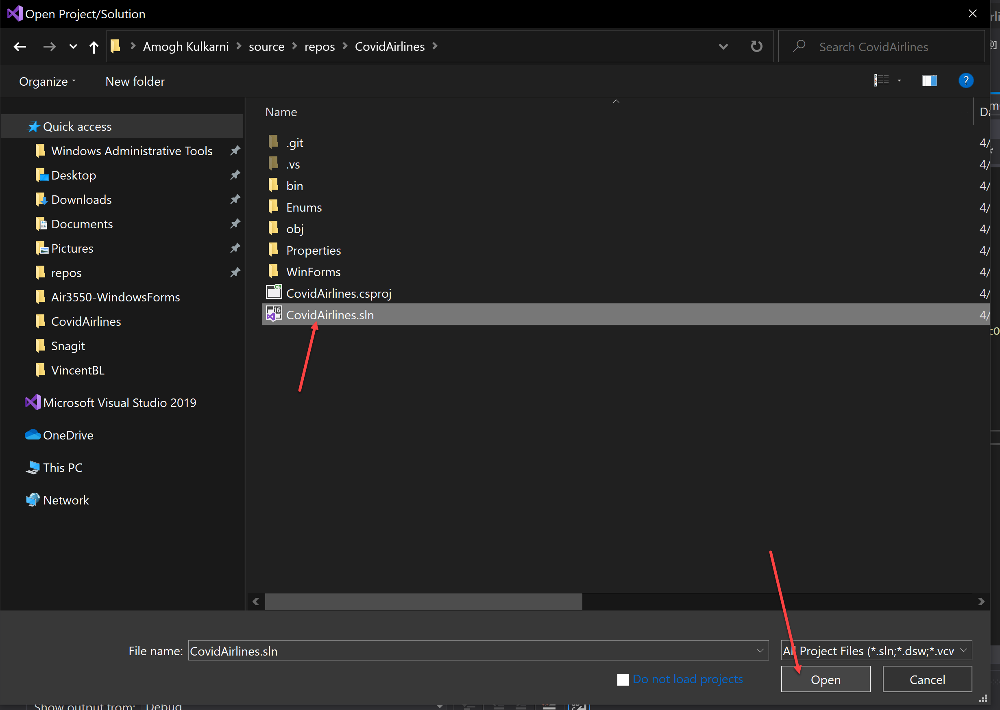 Open Project/Solution
Amogh Kulkarni source repos CovidAirlines
Search CovidAirlines
Organize New folder
?
Name
Quick access
Windows Administrative Tools
Desktop
Downloads
Documents
Pictures
repos
Air3550-WindowsForms
CovidAirlines
Snagit
VincentBL
Microsoft Visual Studio 2019
OneDrive
This PC
Network
.git 4/
.vs 4/
bin 4/
Enums 4/
obj 4/
Properties 4/
WinForms 4/
CovidAirlines.csproj 4/
CovidAirlines.sln 4/
File name: CovidAirlines.sln
All Project Files (*.sln;*.dsw;*.vcw
Do not load projects
Open Cancel
Show output from: Debug